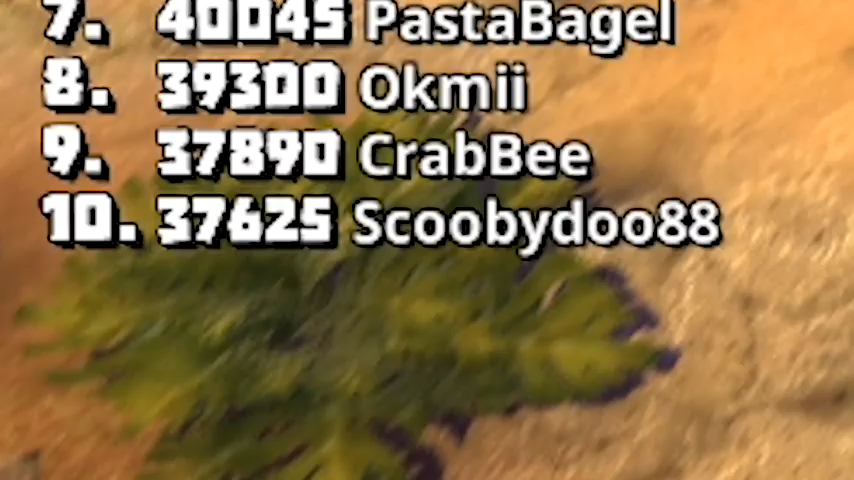 7. 40045 PastaBagel
8. 39300 Okmii
9. 37890 CrabBee
10. 37625 Scoobydoo88